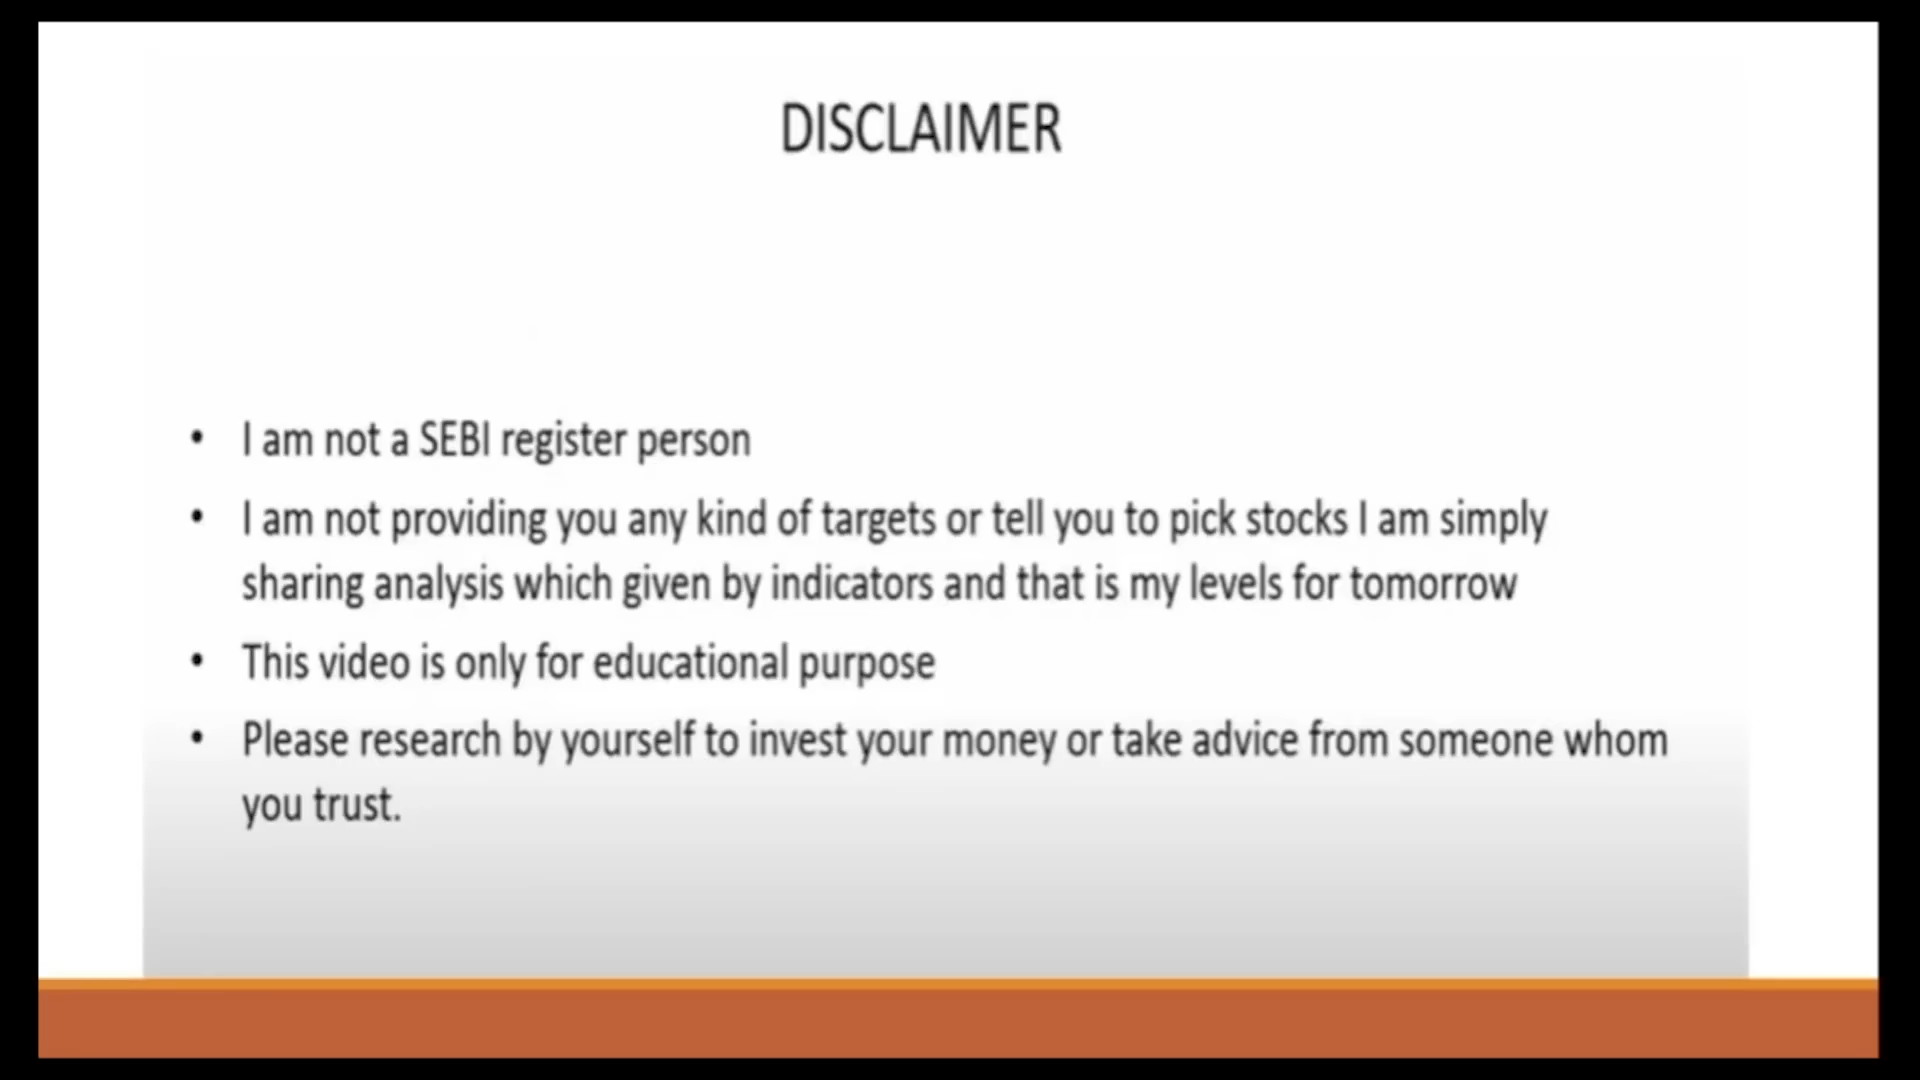 DISCLAIMER
• I am not a SEBI register person
• I am not providing you any kind of targets or tell you to pick stocks I am simply
sharing analysis which given by indicators and that is my levels for tomorrow
• This video is only for educational purpose
• Please research by yourself to invest your money or take advice from someone whom
you trust.